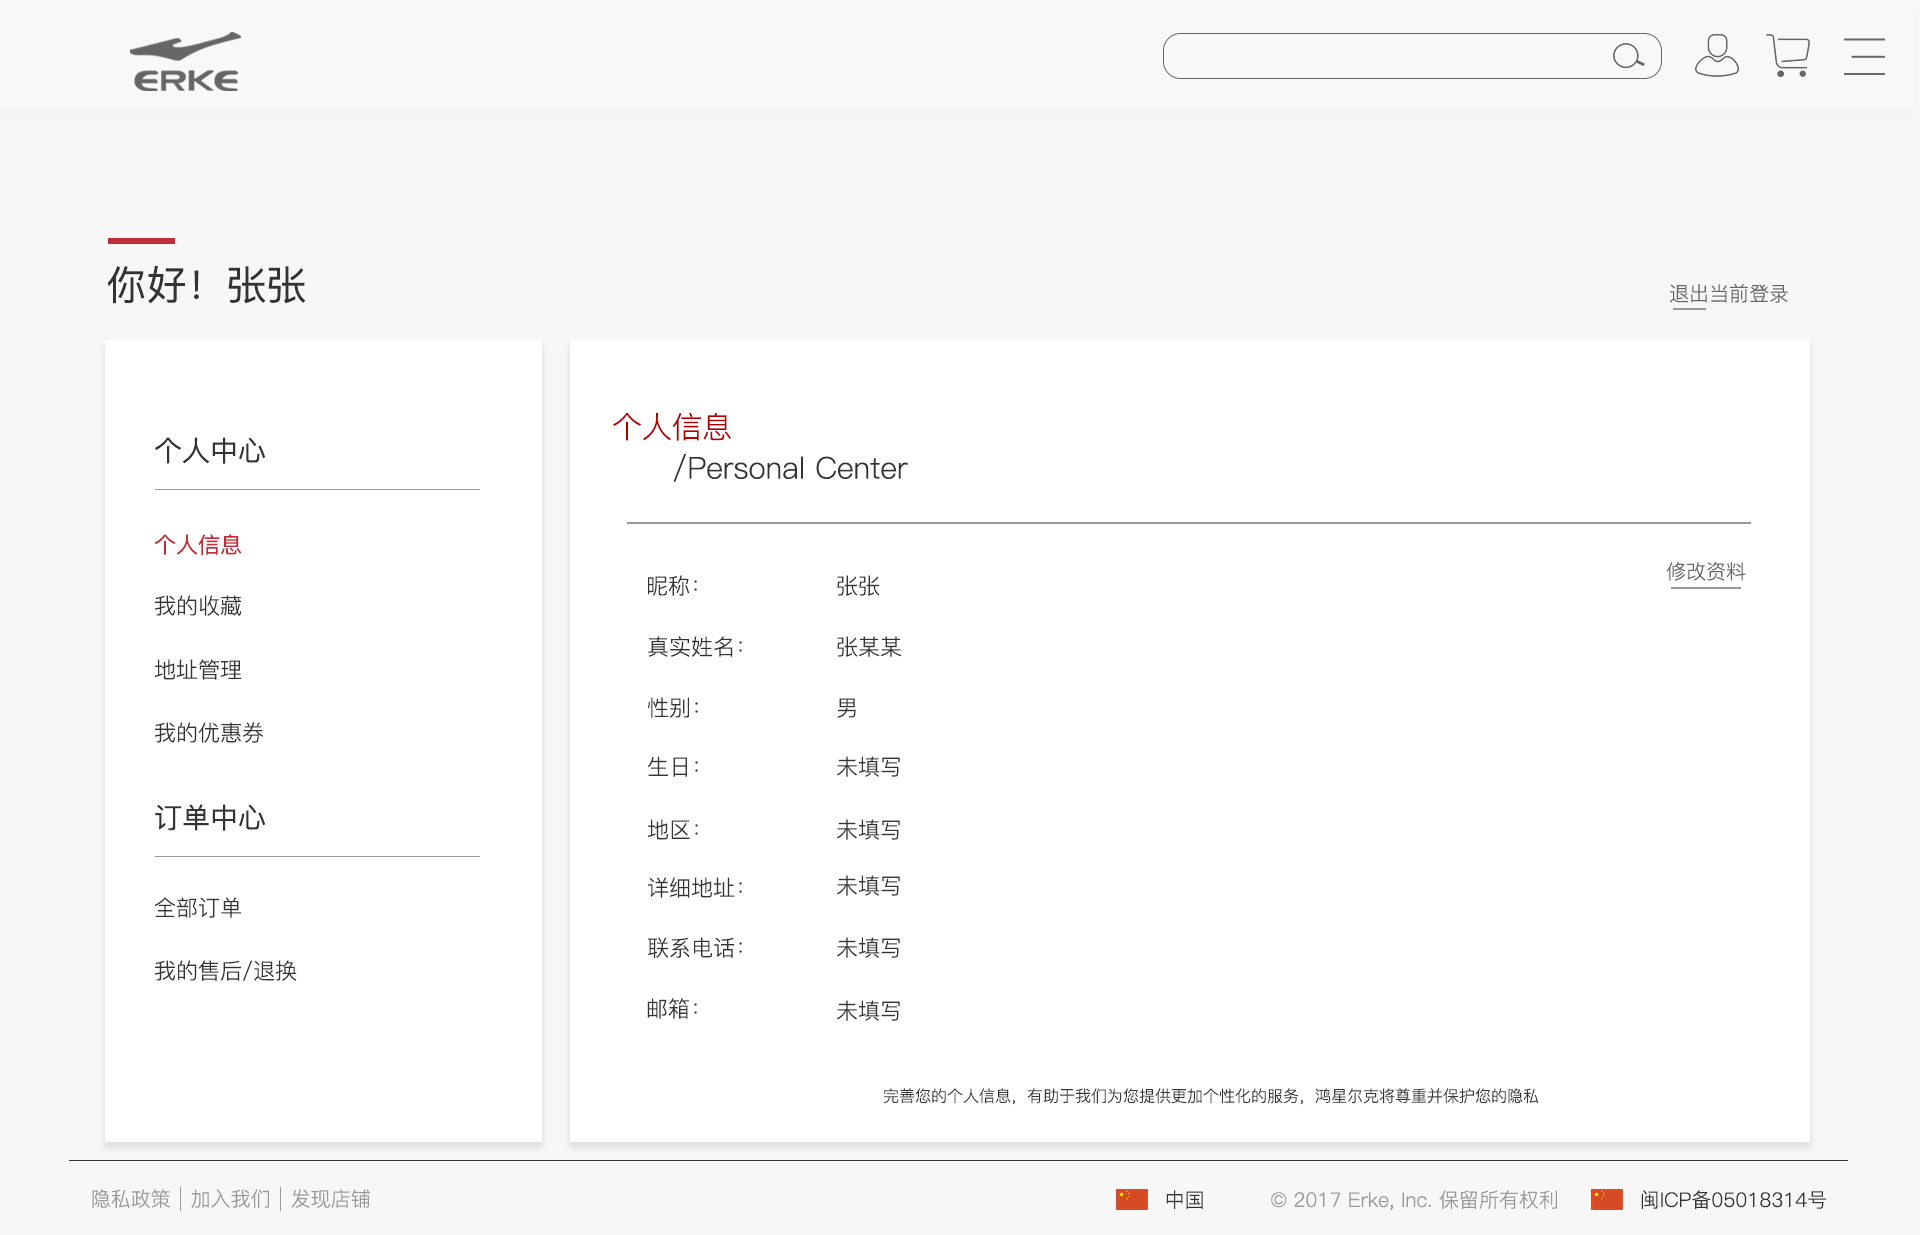 ERKE
你好！张张
退出当前登录
个人中心
个人信息
我的收藏
地址管理
我的优惠券
订单中心
全部订单
我的售后/退换
个人信息
/Personal Center
修改资料
昵称： 张张
真实姓名： 张某某
性别： 男
生日： 未填写
地区： 未填写
详细地址： 未填写
联系电话： 未填写
邮箱： 未填写
完善您的个人信息，有助于我们为您提供更加个性化的服务，鸿星尔克将尊重并保护您的隐私
隐私政策│加入我们│发现店铺 中国 © 2017 Erke, Inc. 保留所有权利 闽ICP备05018314号